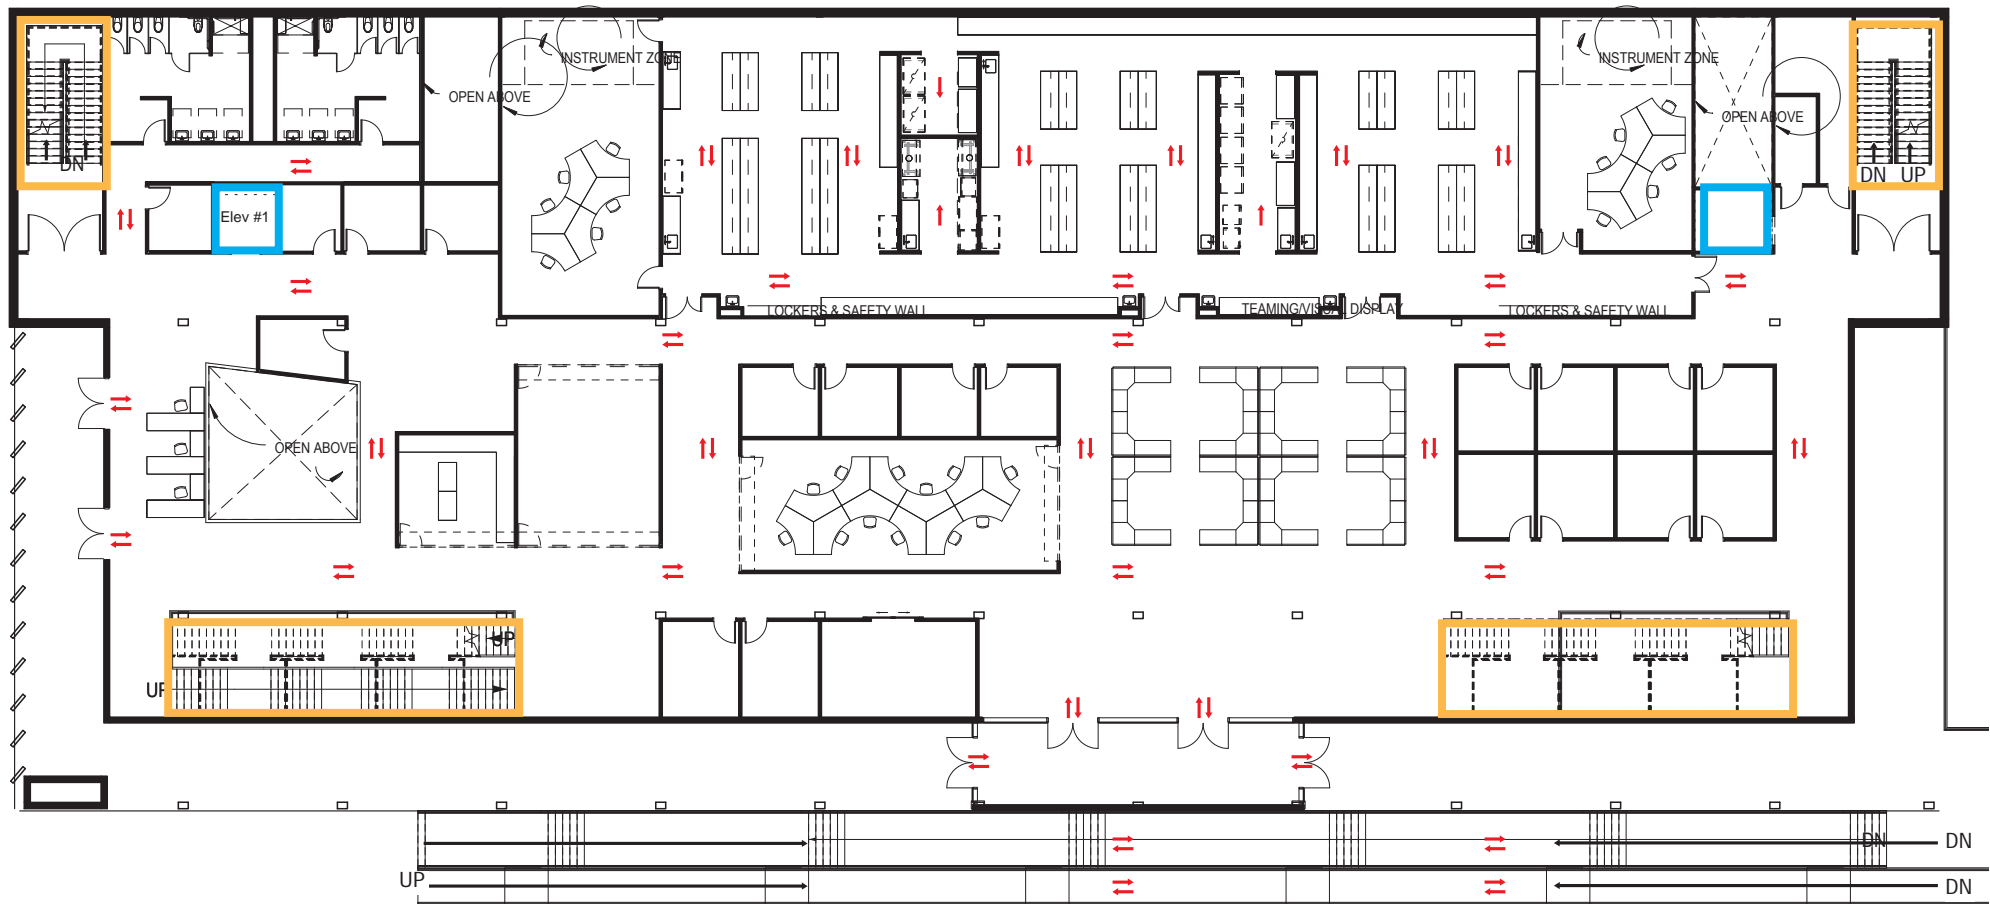 INSTRUMENT ZONE
INSTRUMENT ZONE
OPEN ABOVE
OPEN ABOVE
DN
DN UP
Elev #1
LOCKERS & SAFETY WALL
TEAMING/VISUAL DISPLAY
LOCKERS & SAFETY WALL
OPEN ABOVE
UP
UP
DN
DN
UP
DN